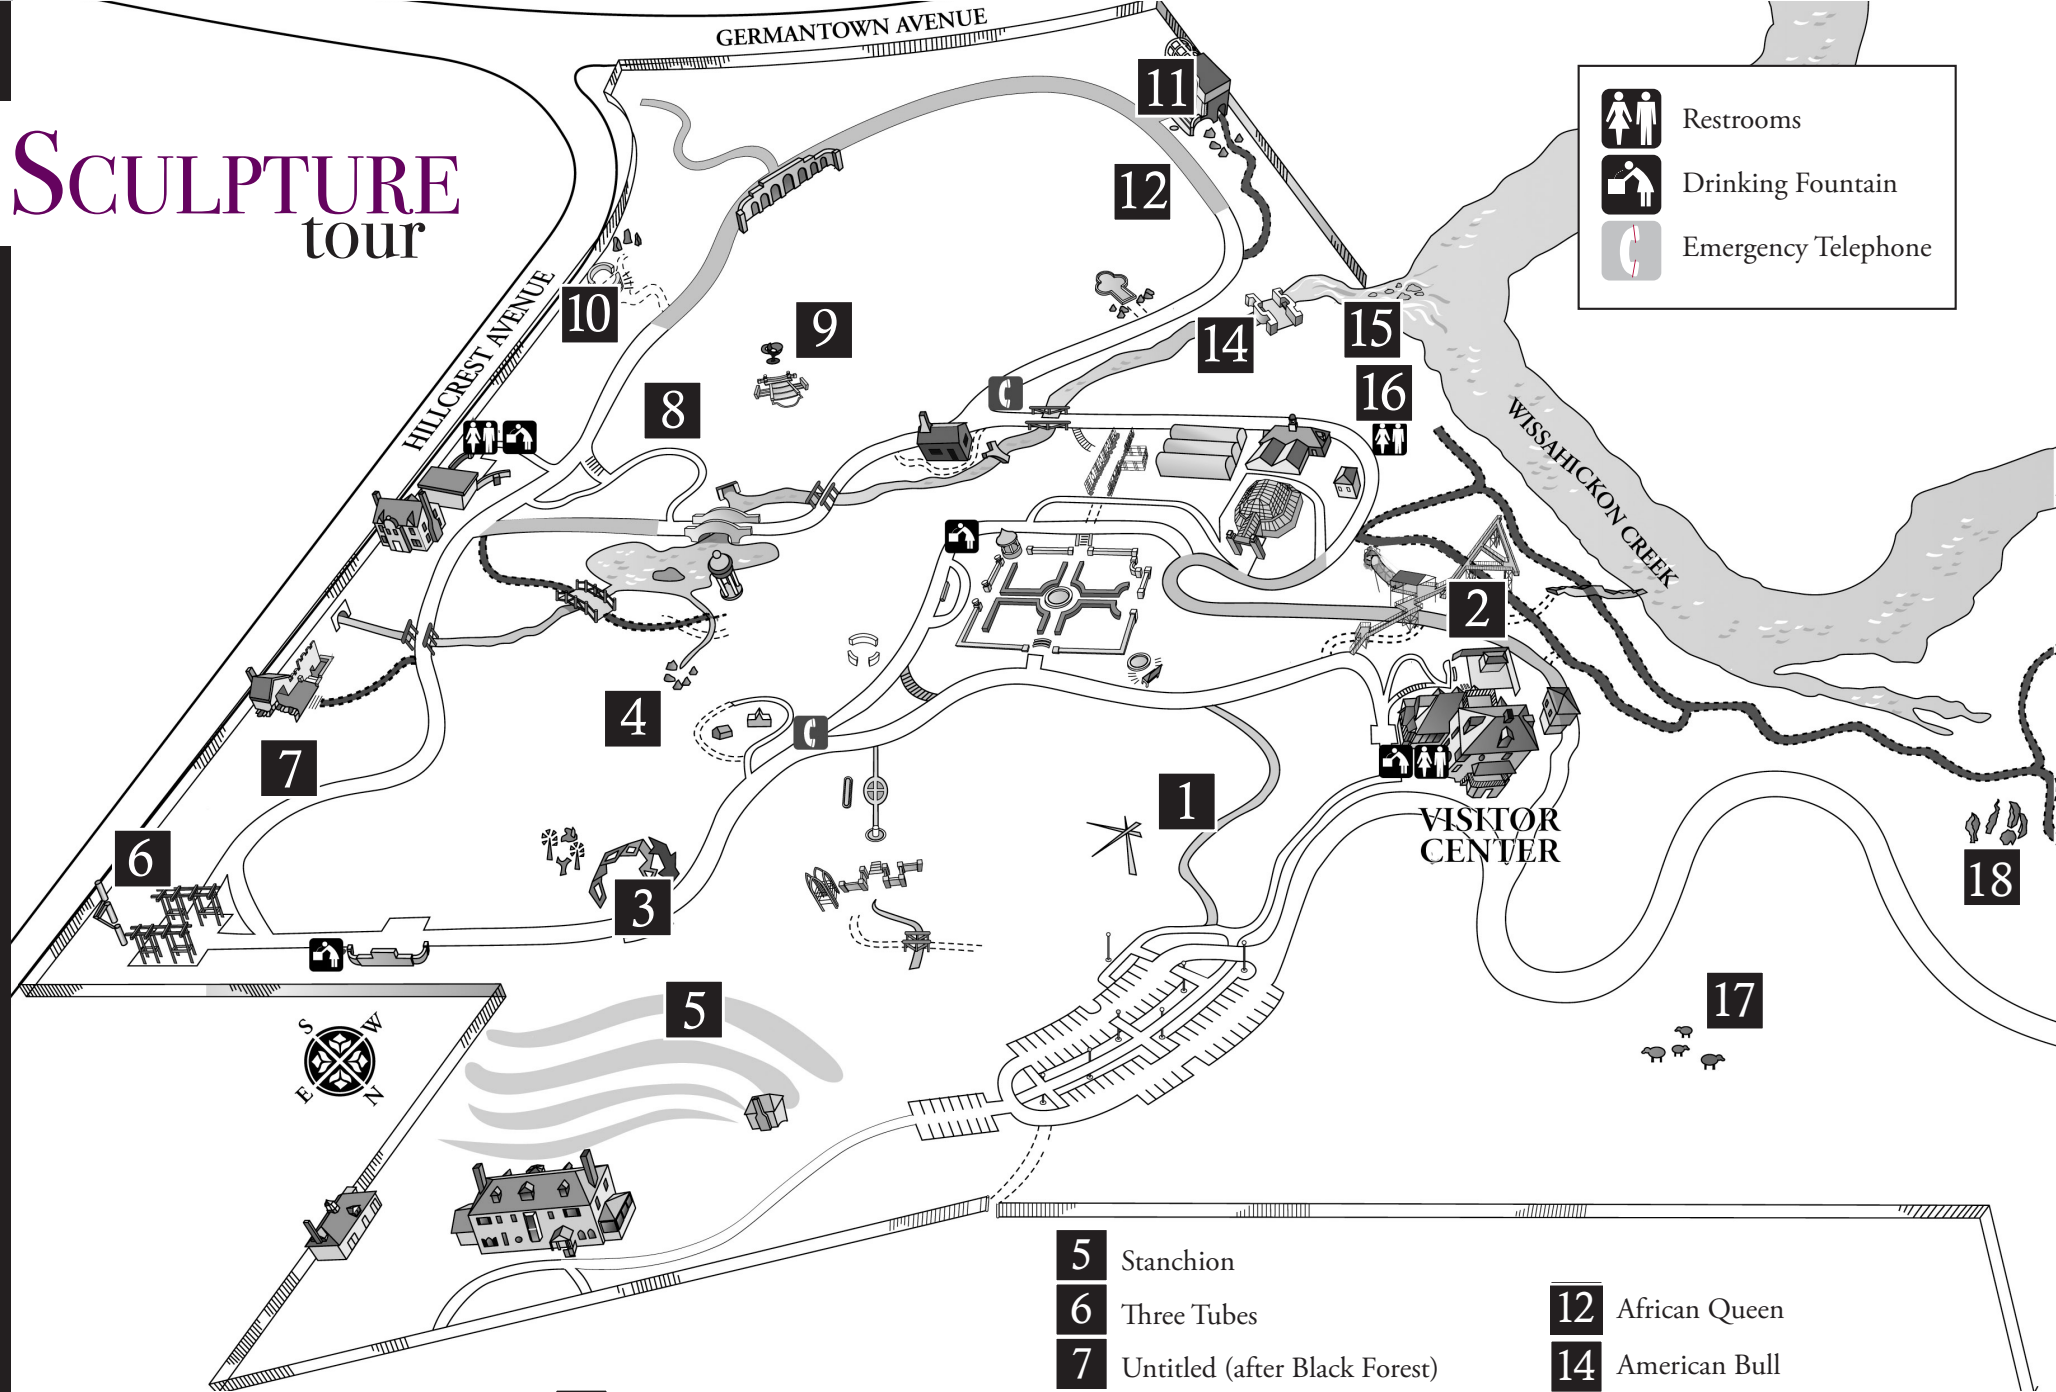 GERMANTOWN AVENUE
SCULPTURE
tour
HILLCREST AVENUE
Restrooms
Drinking Fountain
Emergency Telephone
11
12
10
9
14
15
16
8
WISSAHICKON CREEK
2
4
7
1
VISITOR
CENTER
6
3
18
5
17
S
W
E
N
5 Stanchion
6 Three Tubes
7 Untitled (after Black Forest)
12 African Queen
14 American Bull